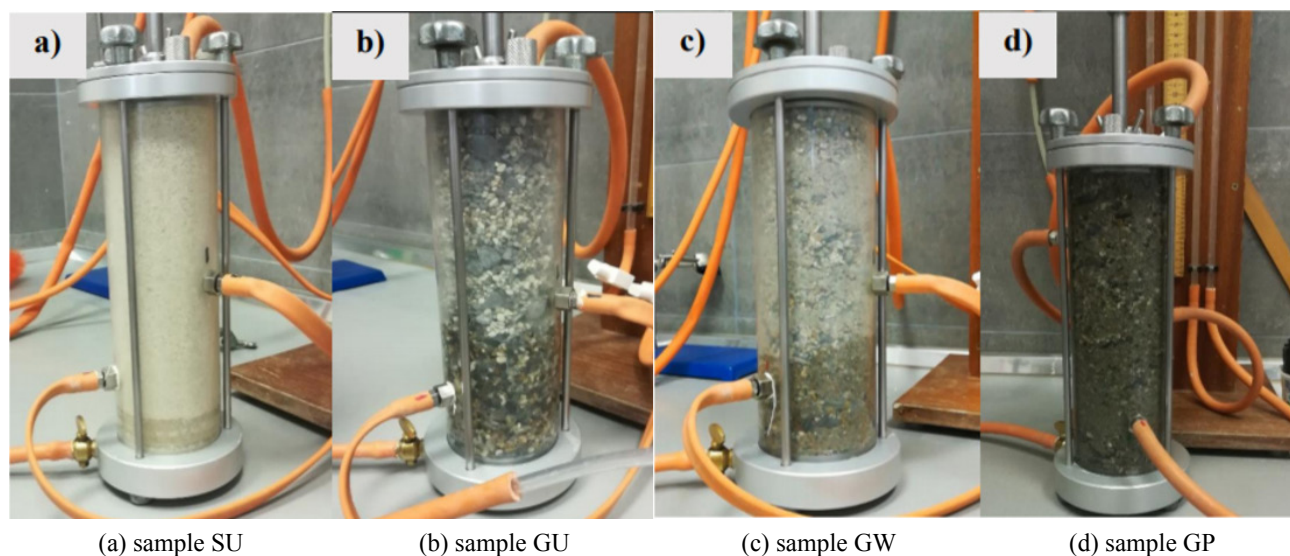 a)
b)
c)
d)
(a) sample SU
(b) sample GU
(c) sample GW
(d) sample GP